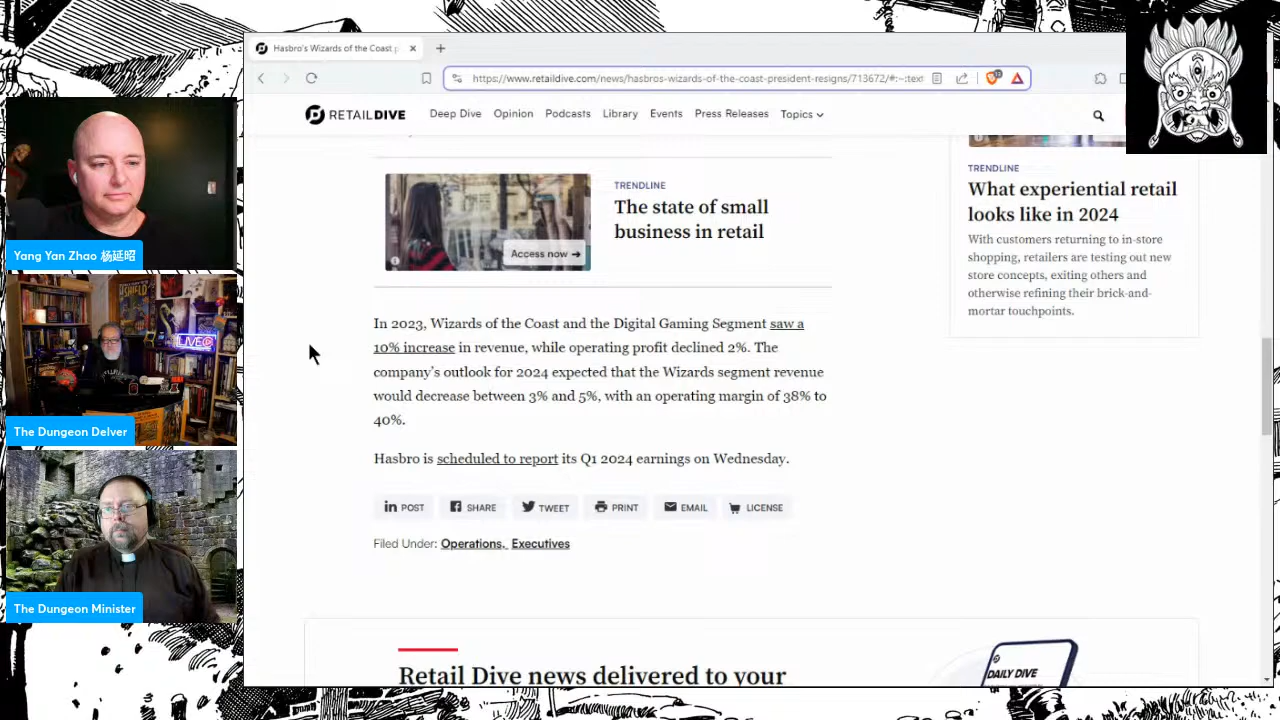 Hasbro's Wizards of the Coast p
https://www.retaildive.com/news/hasbros-wizards-of-the-coast-president-resigns/713672/#:~:text
RETAILDIVE
Deep Dive
Opinion
Podcasts
Library
Events
Press Releases
Topics
Yang Yan Zhao 杨延昭
LIVE
The Dungeon Delver
The Dungeon Minister
TRENDLINE
The state of small
business in retail
Access now →
In 2023, Wizards of the Coast and the Digital Gaming Segment saw a
10% increase in revenue, while operating profit declined 2%. The
company's outlook for 2024 expected that the Wizards segment revenue
would decrease between 3% and 5%, with an operating margin of 38% to
40%.
Hasbro is scheduled to report its Q1 2024 earnings on Wednesday.
POST
SHARE
TWEET
PRINT
EMAIL
LICENSE
Filed Under: Operations, Executives
Retail Dive news delivered to your
DAILY DIVE
TRENDLINE
What experiential retail
looks like in 2024
With customers returning to in-store
shopping, retailers are testing out new
store concepts, exiting others and
otherwise refining their brick-and-
mortar touchpoints.